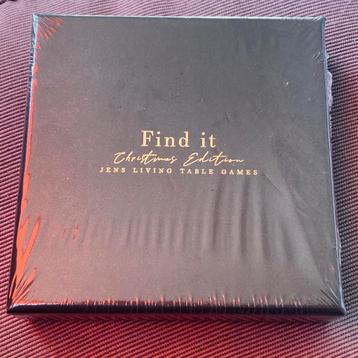 Find it
Christmas Edition
JENS LIVING TABLE GAMES